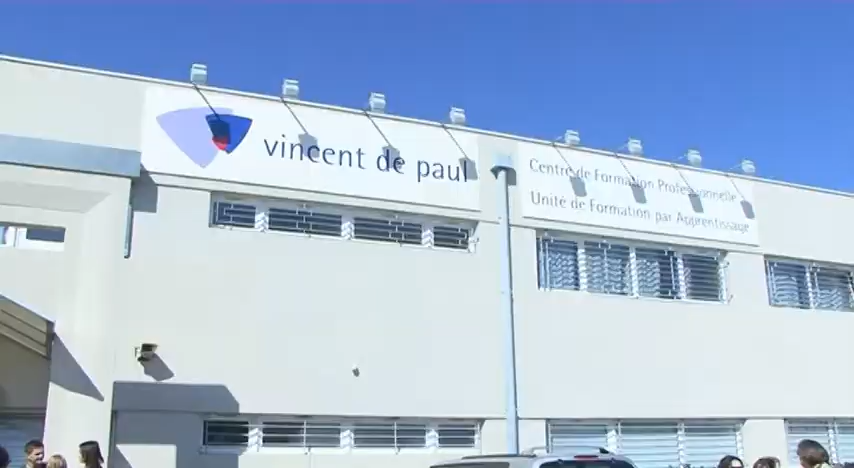 vincent de paul
Centre de Formation Professionnelle
Unité de Formation par Apprentissage